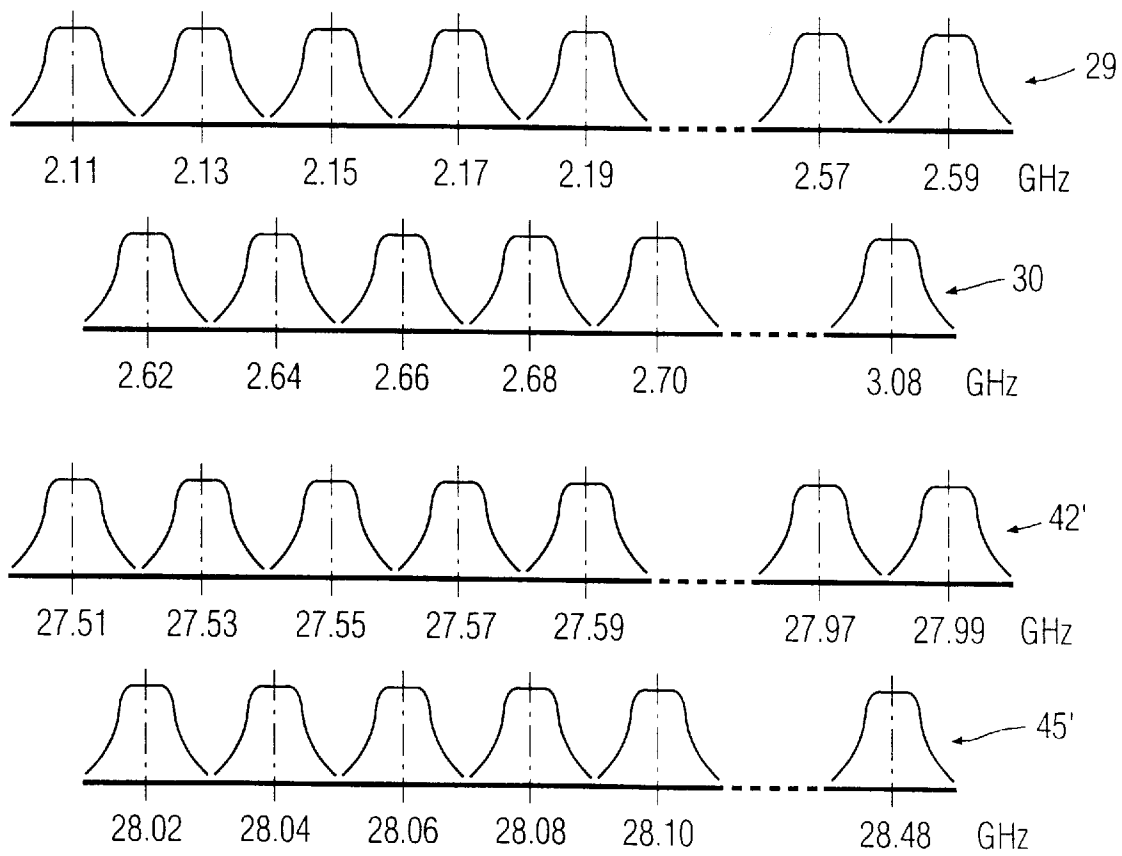 29
2.11 2.13 2.15 2.17 2.19 2.57 2.59 GHz
30
2.62 2.64 2.66 2.68 2.70 3.08 GHz
42'
27.51 27.53 27.55 27.57 27.59 27.97 27.99 GHz
45'
28.02 28.04 28.06 28.08 28.10 28.48 GHz